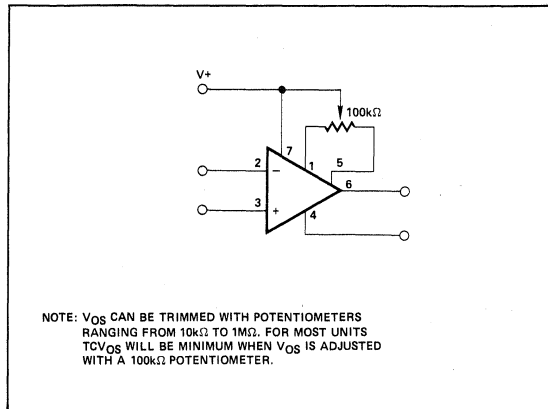 V+
100kΩ
7
1
5
2
−
6
3
+
4
NOTE: VOS CAN BE TRIMMED WITH POTENTIOMETERS
RANGING FROM 10kΩ TO 1MΩ. FOR MOST UNITS
TCVOS WILL BE MINIMUM WHEN VOS IS ADJUSTED
WITH A 100kΩ POTENTIOMETER.